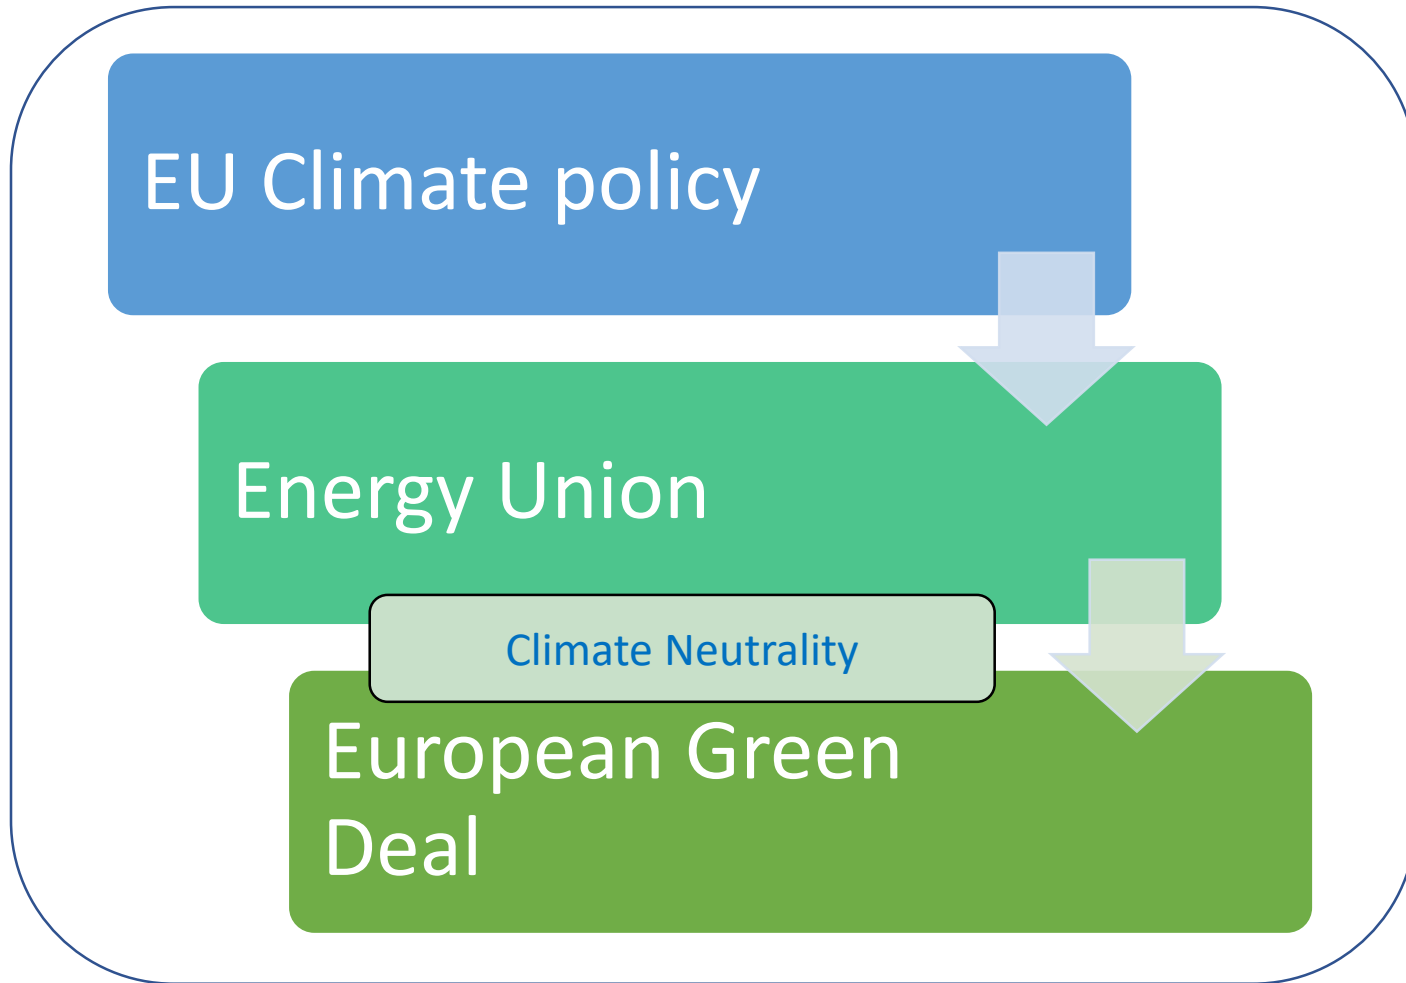 EU Climate policy
Energy Union
Climate Neutrality
European Green
Deal